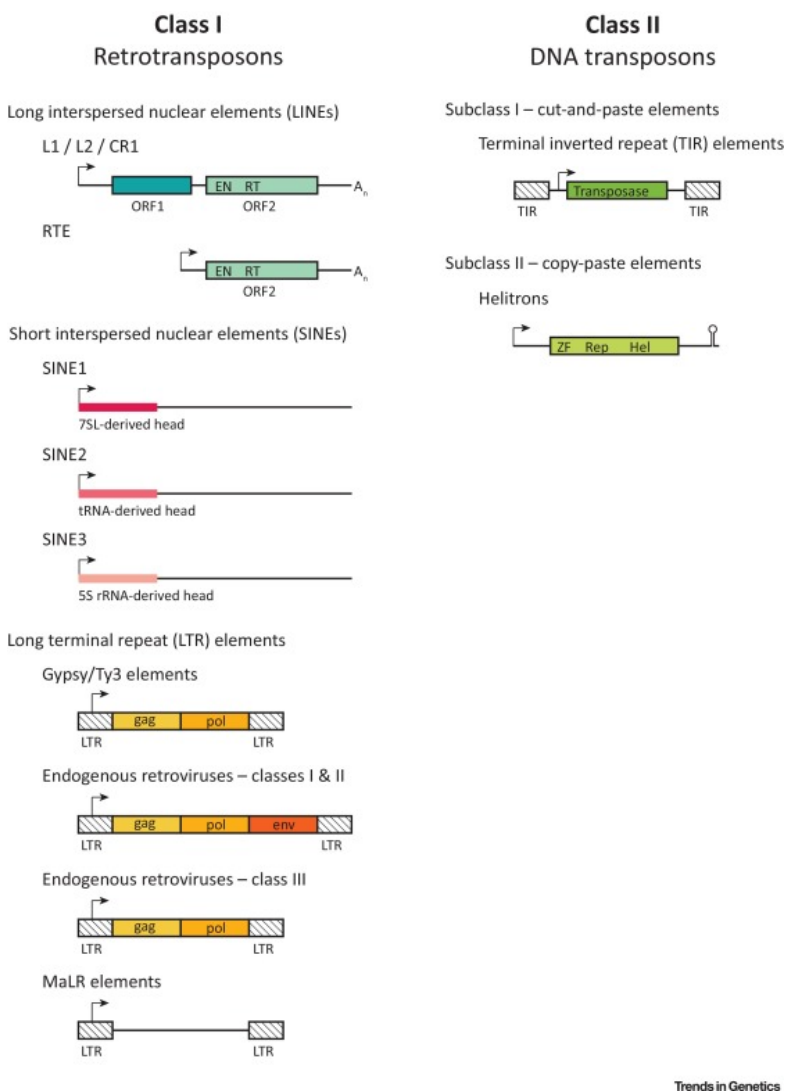 Class I
Retrotransposons
Long interspersed nuclear elements (LINEs)
L1 / L2 / CR1
EN RT
An
ORF1 ORF2
RTE
EN RT
An
ORF2
Short interspersed nuclear elements (SINEs)
SINE1
7SL-derived head
SINE2
tRNA-derived head
SINE3
5S rRNA-derived head
Long terminal repeat (LTR) elements
Gypsy/Ty3 elements
gag pol
LTR LTR
Endogenous retroviruses – classes I & II
gag pol env
LTR LTR
Endogenous retroviruses – class III
gag pol
LTR LTR
MaLR elements
LTR LTR
Class II
DNA transposons
Subclass I – cut-and-paste elements
Terminal inverted repeat (TIR) elements
Transposase
TIR TIR
Subclass II – copy-paste elements
Helitrons
ZF Rep Hel
Trends in Genetics